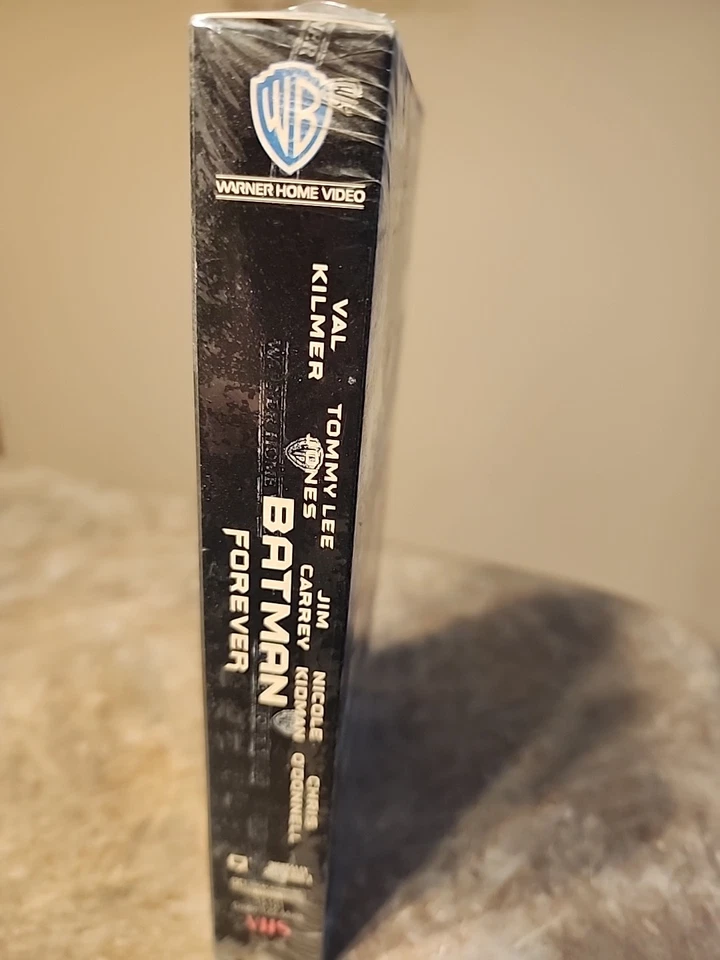 WB
WARNER HOME VIDEO
VAL
KILMER
TOMMY LEE
JONES
JIM
CARREY
NICOLE
KIDMAN
CHRIS
O'DONNELL
BATMAN
FOREVER
VHS